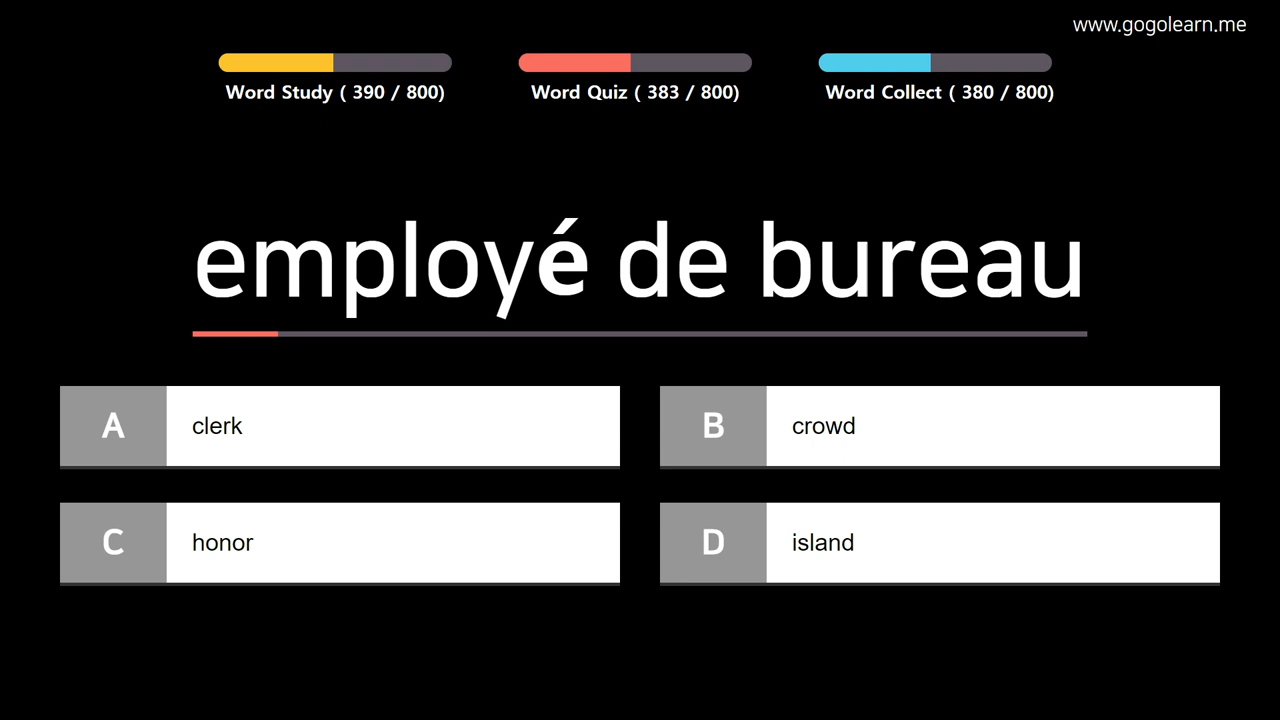 www.gogolearn.me
Word Study ( 390 / 800)
Word Quiz ( 383 / 800)
Word Collect ( 380 / 800)
employé de bureau
A clerk
B crowd
C honor
D island